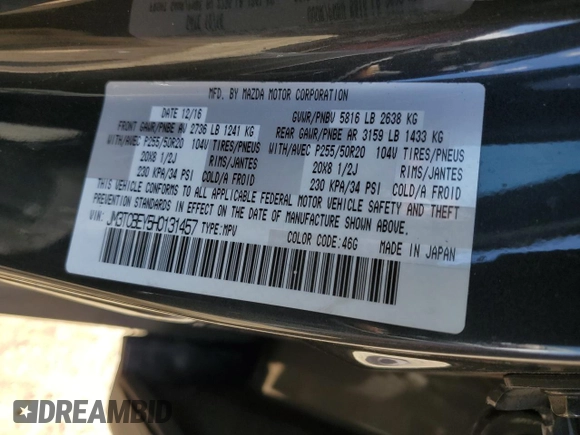 MFD. BY MAZDA MOTOR CORPORATION
DATE 12/16 GVWR/PNBV 5816 LB 2638 KG
FRONT GAWR/PNBE AV 2736 LB 1241 KG REAR GAWR/PNBE AR 3159 LB 1433 KG
WITH/AVEC P255/50R20 104V TIRES/PNEUS WITH/AVEC P255/50R20 104V TIRES/PNEUS
20X8 1/2J RIMS/JANTES 20X8 1/2J RIMS/JANTES
230 KPA/34 PSI COLD/A FROID 230 KPA/34 PSI COLD/A FROID
THIS VEHICLE CONFORMS TO ALL APPLICABLE FEDERAL MOTOR VEHICLE SAFETY AND THEFT
PREVENTION STANDARDS IN EFFECT ON THE DATE OF MANUFACTURE SHOWN ABOVE.
VIN: JM3TCBEY5H0131457 TYPE:MPV COLOR CODE:46G MADE IN JAPAN
DREAMBID